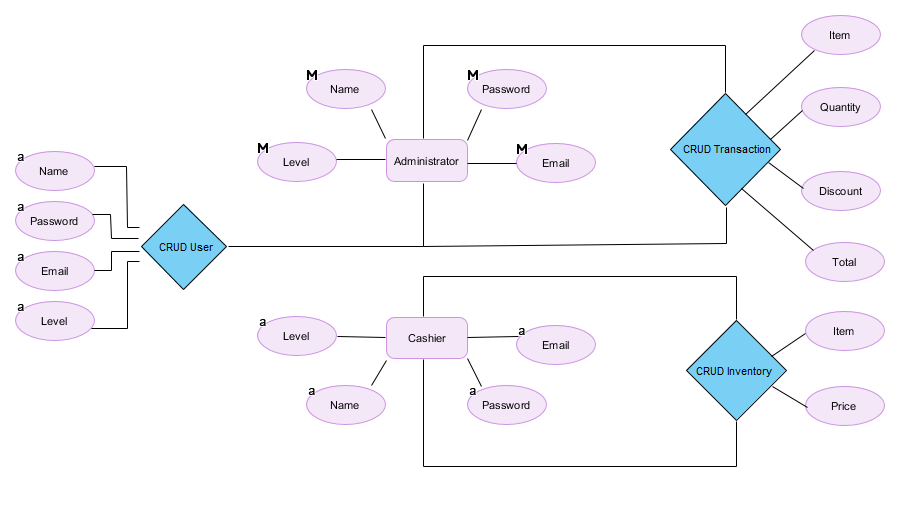 Item
M
Name
M
Password
Quantity
M
Level
Administrator
M
Email
CRUD Transaction
a
Name
Discount
a
Password
CRUD User
a
Email
Total
a
Level
a
Level
Cashier
a
Email
Item
CRUD Inventory
a
Name
a
Password
Price